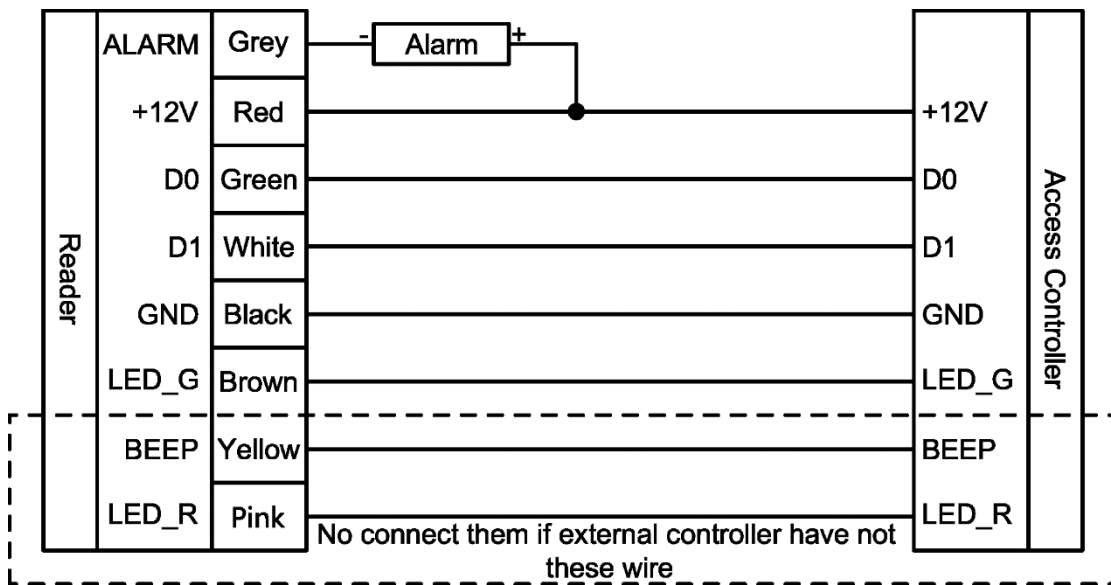 ALARM Grey - Alarm +
+12V Red +12V
D0 Green D0
D1 White D1
GND Black GND
LED_G Brown LED_G
BEEP Yellow BEEP
LED_R Pink LED_R
Reader
Access Controller
No connect them if external controller have not
these wire